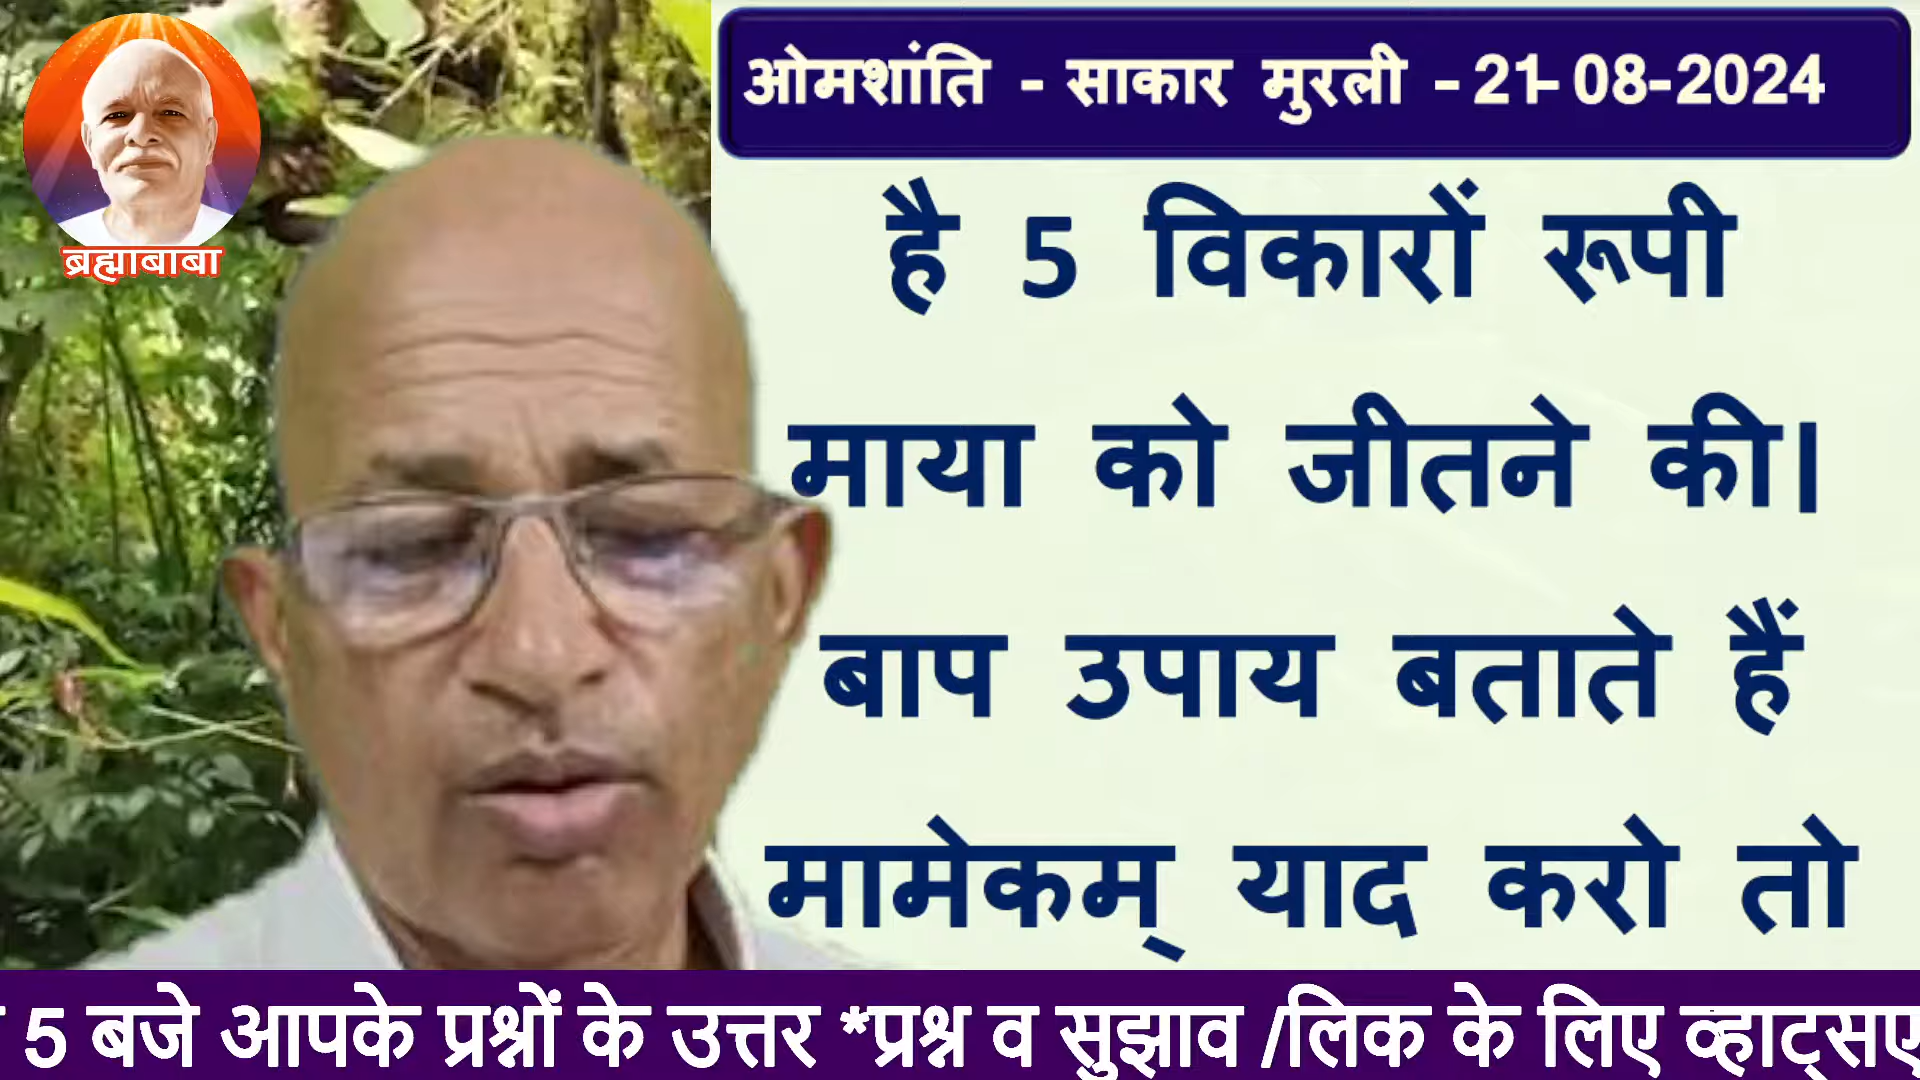 ब्रह्माबाबा
ओमशांति - साकार मुरली - 21- 08-2024
है 5 विकारों रूपी
माया को जीतने की।
बाप उपाय बताते हैं
मामेकम् याद करो तो
5 बजे आपके प्रश्नों के उत्तर *प्रश्न व सुझाव /लिंक के लिए व्हाट्सए